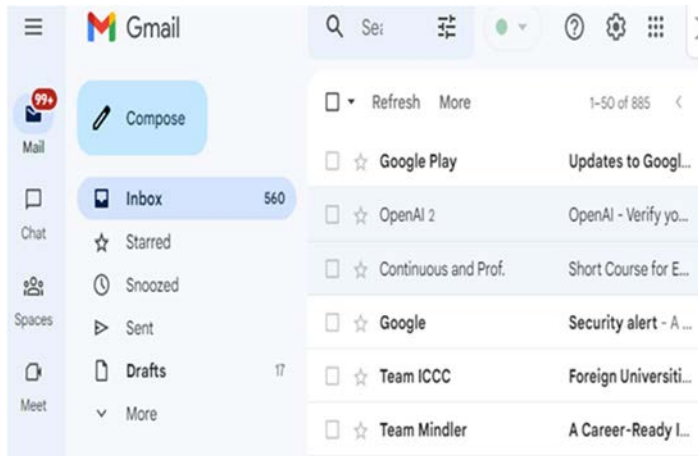 Gmail
99+
Mail
Chat
Spaces
Meet
Compose
Inbox 560
Starred
Snoozed
Sent
Drafts 17
More
Refresh More 1-50 of 885
Google Play Updates to Googl...
OpenAI 2 OpenAI - Verify yo...
Continuous and Prof. Short Course for E...
Google Security alert - A ...
Team ICCC Foreign Universiti...
Team Mindler A Career-Ready I...